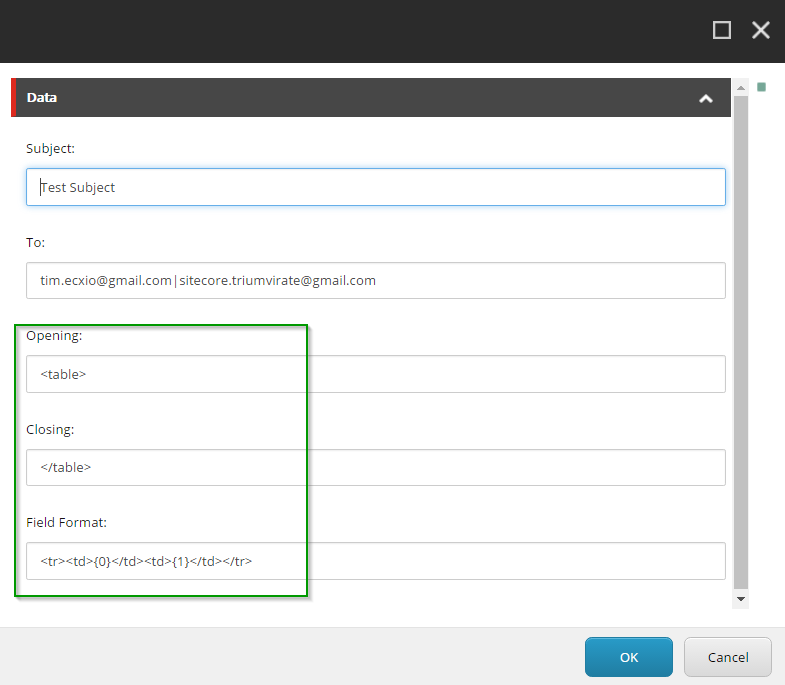 Data
Subject:
Test Subject
To:
tim.ecxio@gmail.com|sitecore.triumvirate@gmail.com
Opening:
<table>
Closing:
</table>
Field Format:
<tr><td>{0}</td><td>{1}</td></tr>
OK
Cancel